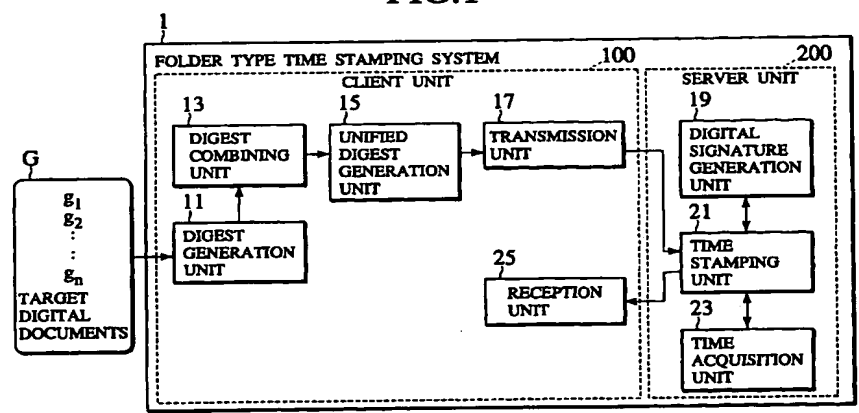 1
FOLDER TYPE TIME STAMPING SYSTEM
100
200
CLIENT UNIT
SERVER UNIT
13
DIGEST
COMBINING
UNIT
15
UNIFIED
DIGEST
GENERATION
UNIT
17
TRANSMISSION
UNIT
19
DIGITAL
SIGNATURE
GENERATION
UNIT
G
g1
g2
:
:
gn
TARGET
DIGITAL
DOCUMENTS
11
DIGEST
GENERATION
UNIT
21
TIME
STAMPING
UNIT
25
RECEPTION
UNIT
23
TIME
ACQUISITION
UNIT